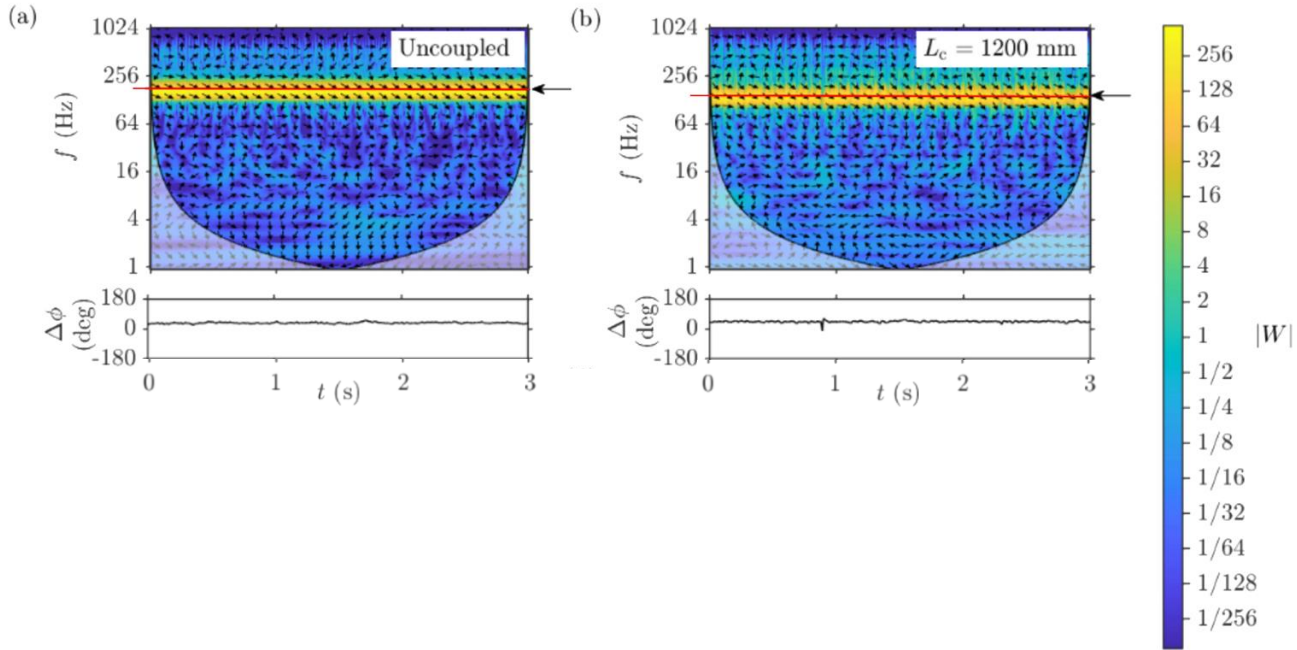 (a)
Uncoupled
1024
256
64
16
4
1
f (Hz)
180
0
-180
Δϕ
(deg)
0 1 2 3
t (s)
(b)
L_c = 1200 mm
1024
256
64
16
4
1
f (Hz)
180
0
-180
Δϕ
(deg)
0 1 2 3
t (s)
256
128
64
32
16
8
4
2
1
1/2
1/4
1/8
1/16
1/32
1/64
1/128
1/256
|W|